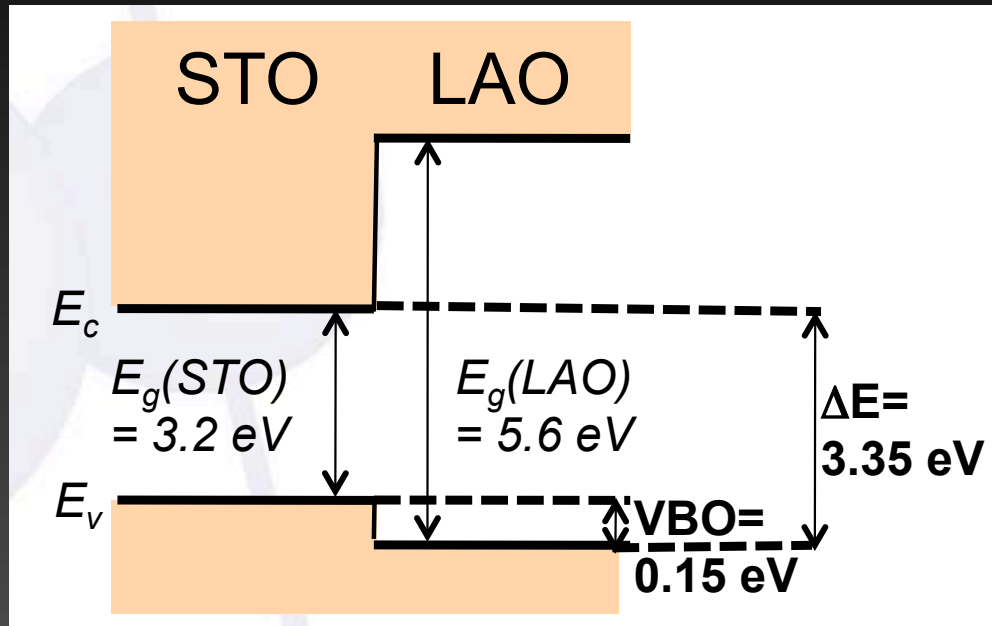 STO LAO
E_c
E_g(STO)
= 3.2 eV
E_g(LAO)
= 5.6 eV
ΔE=
3.35 eV
E_v
VBO=
0.15 eV